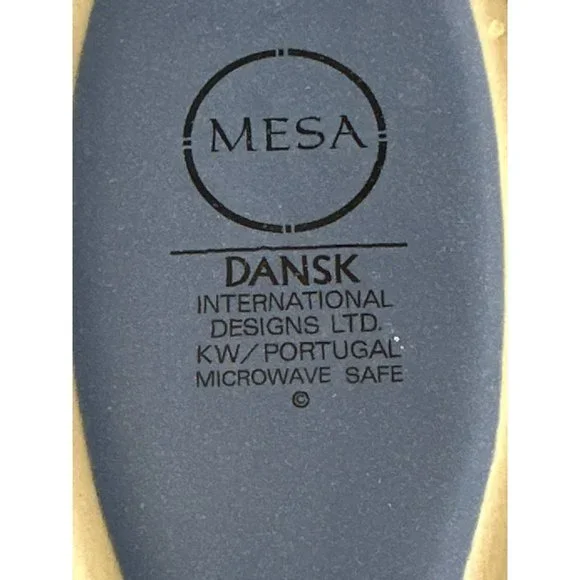 MESA
DANSK
INTERNATIONAL
DESIGNS LTD.
KW/PORTUGAL
MICROWAVE SAFE
©